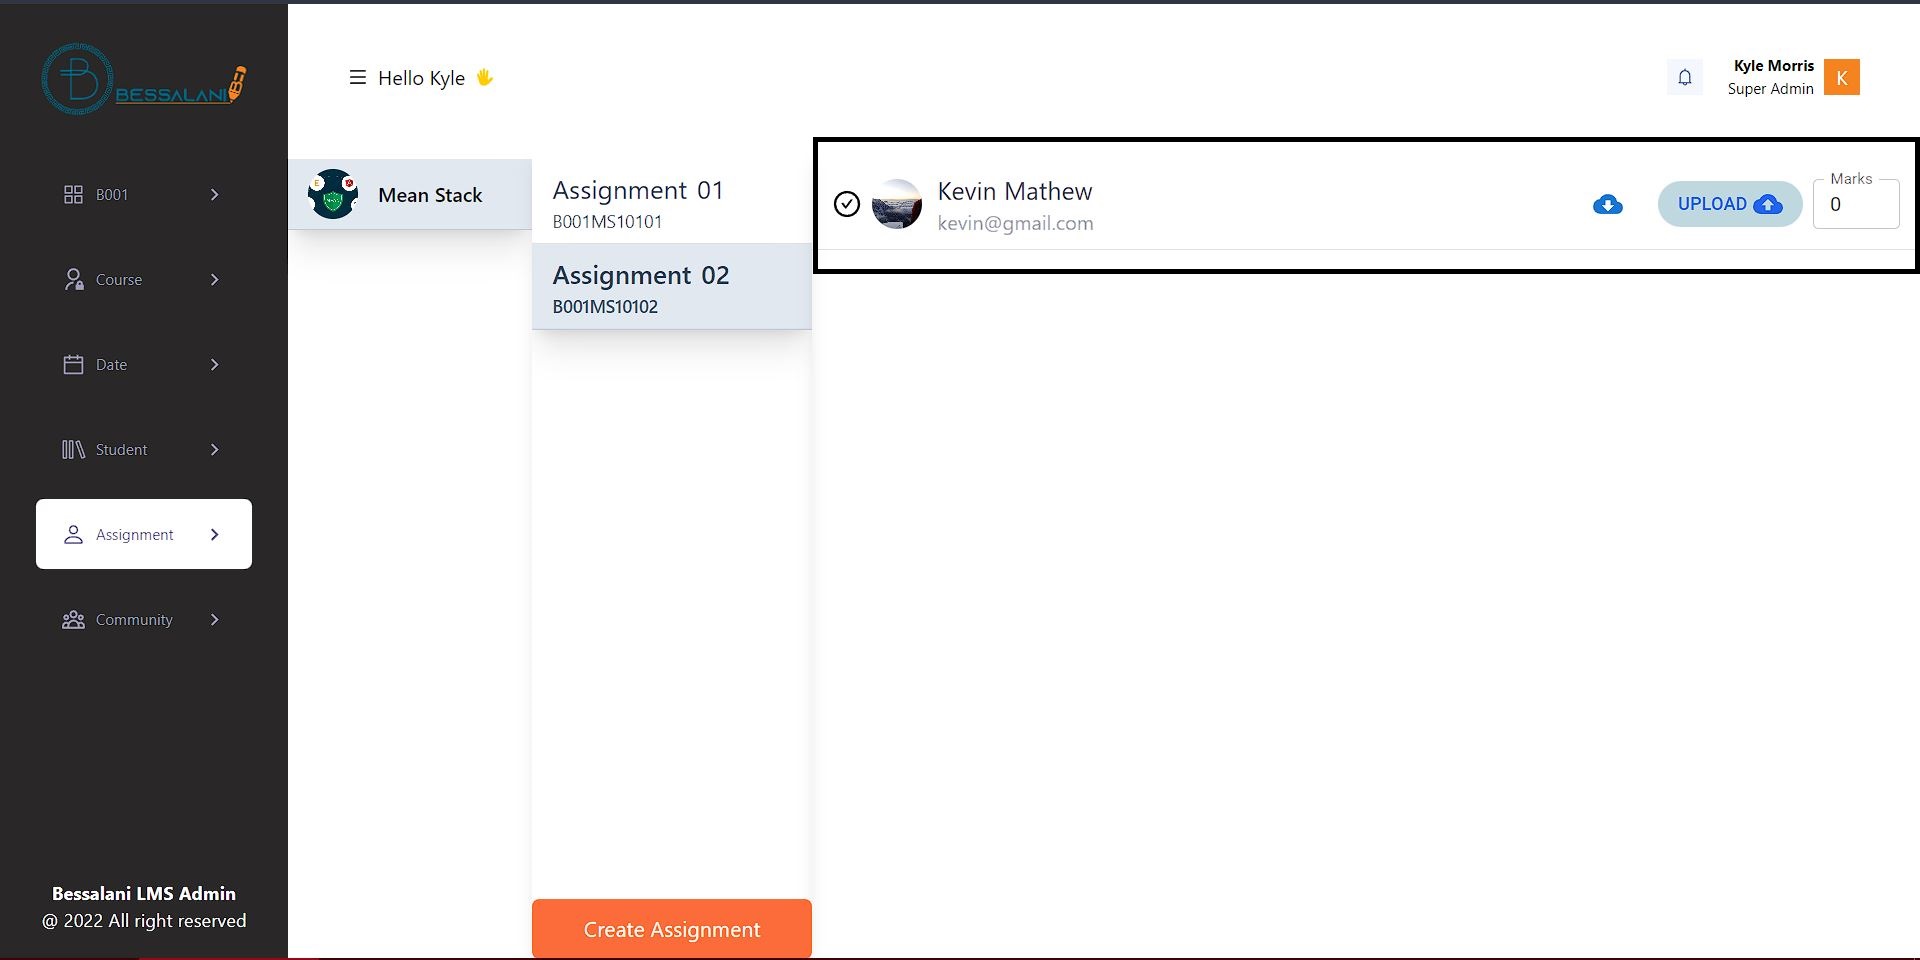 BESSALANI
Hello Kyle
Kyle Morris
Super Admin
K
B001
Course
Date
Student
Assignment
Community
Bessalani LMS Admin
@ 2022 All right reserved
Mean Stack
Assignment 01
B001MS10101
Assignment 02
B001MS10102
Create Assignment
Kevin Mathew
kevin@gmail.com
UPLOAD
Marks
0